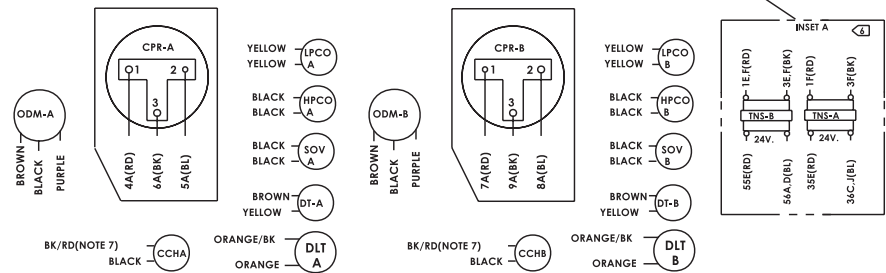 ODM-A
BROWN
BLACK
PURPLE
CPR-A
1
2
3
4A(RD)
6A(BK)
5A(BL)
YELLOW
YELLOW
LPCO
A
BLACK
BLACK
HPCO
A
BLACK
BLACK
SOV
A
BROWN
YELLOW
DT-A
BK/RD(NOTE 7)
BLACK
CCHA
ORANGE/BK
ORANGE
DLT
A
ODM-B
BROWN
BLACK
PURPLE
CPR-B
1
2
3
7A(RD)
9A(BK)
8A(BL)
YELLOW
YELLOW
LPCO
B
BLACK
BLACK
HPCO
B
BLACK
BLACK
SOV
B
BROWN
YELLOW
DT-B
BK/RD(NOTE 7)
BLACK
CCHB
ORANGE/BK
ORANGE
DLT
B
INSET A
6
1E,F(RD)
3E,F(BK)
1F(RD)
3F(BK)
TNS-B
TNS-A
24V.
24V.
55E(RD)
56A,D(BL)
35E(RD)
36C,J(BL)